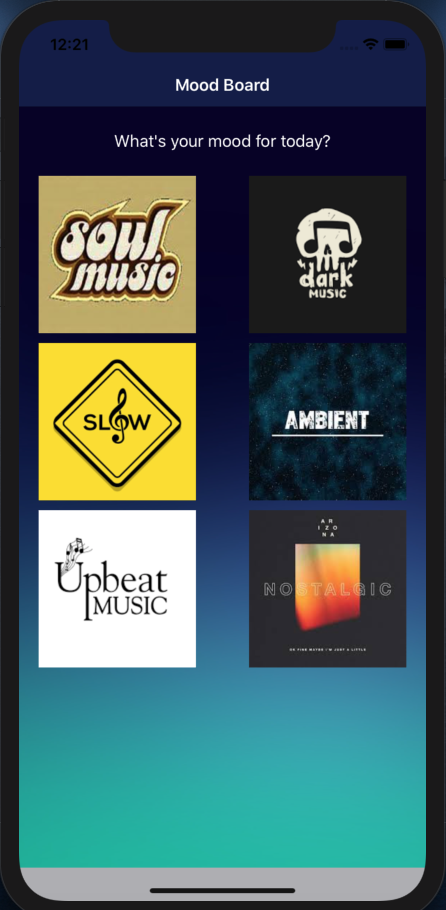 12:21
Mood Board
What's your mood for today?
soul
music
dark
MUSIC
SLOW
AMBIENT
Upbeat
MUSIC
AR
IZO
NA
NOSTALGIC
OR FINE MAYBE I'M JUST A LITTLE